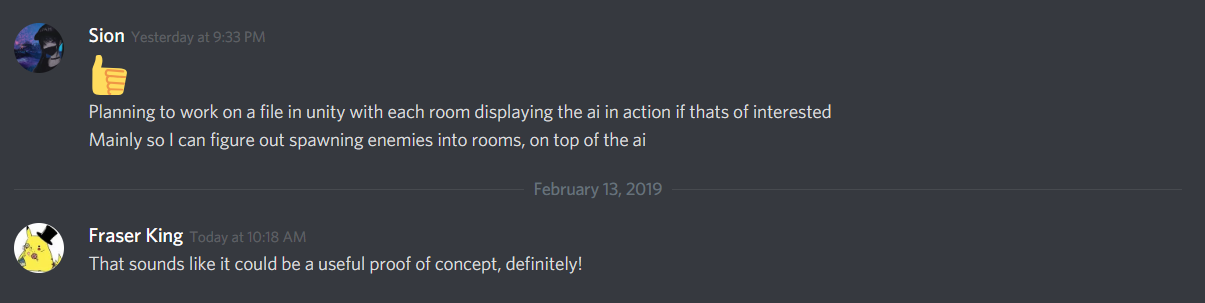 Sion Yesterday at 9:33 PM
Planning to work on a file in unity with each room displaying the ai in action if thats of interested
Mainly so I can figure out spawning enemies into rooms, on top of the ai
February 13, 2019
Fraser King Today at 10:18 AM
That sounds like it could be a useful proof of concept, definitely!